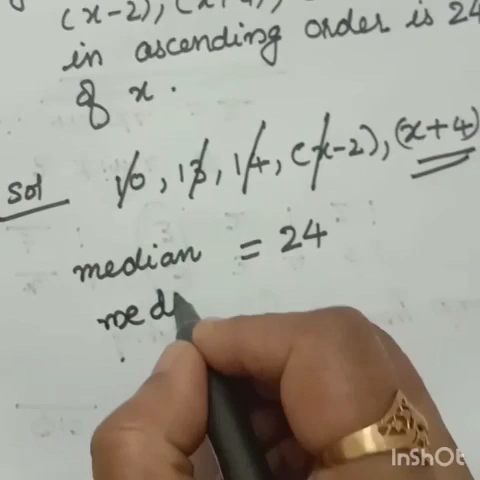 (x-2), (x+4),
in ascending order is 24
of x.
Sol 10, 13, 14, (x-2), (x+4)
median = 24
med
InShOt